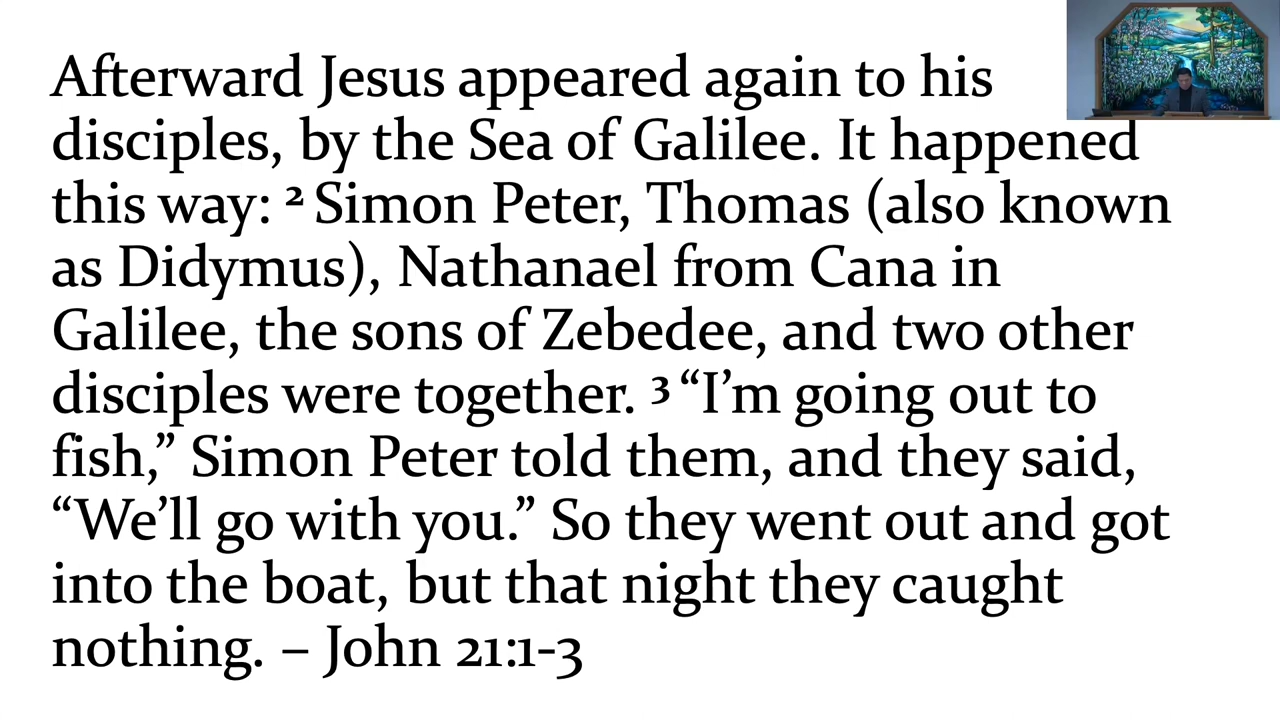 Afterward Jesus appeared again to his
disciples, by the Sea of Galilee. It happened
this way: ² Simon Peter, Thomas (also known
as Didymus), Nathanael from Cana in
Galilee, the sons of Zebedee, and two other
disciples were together. ³ “I’m going out to
fish,” Simon Peter told them, and they said,
“We’ll go with you.” So they went out and got
into the boat, but that night they caught
nothing. – John 21:1-3